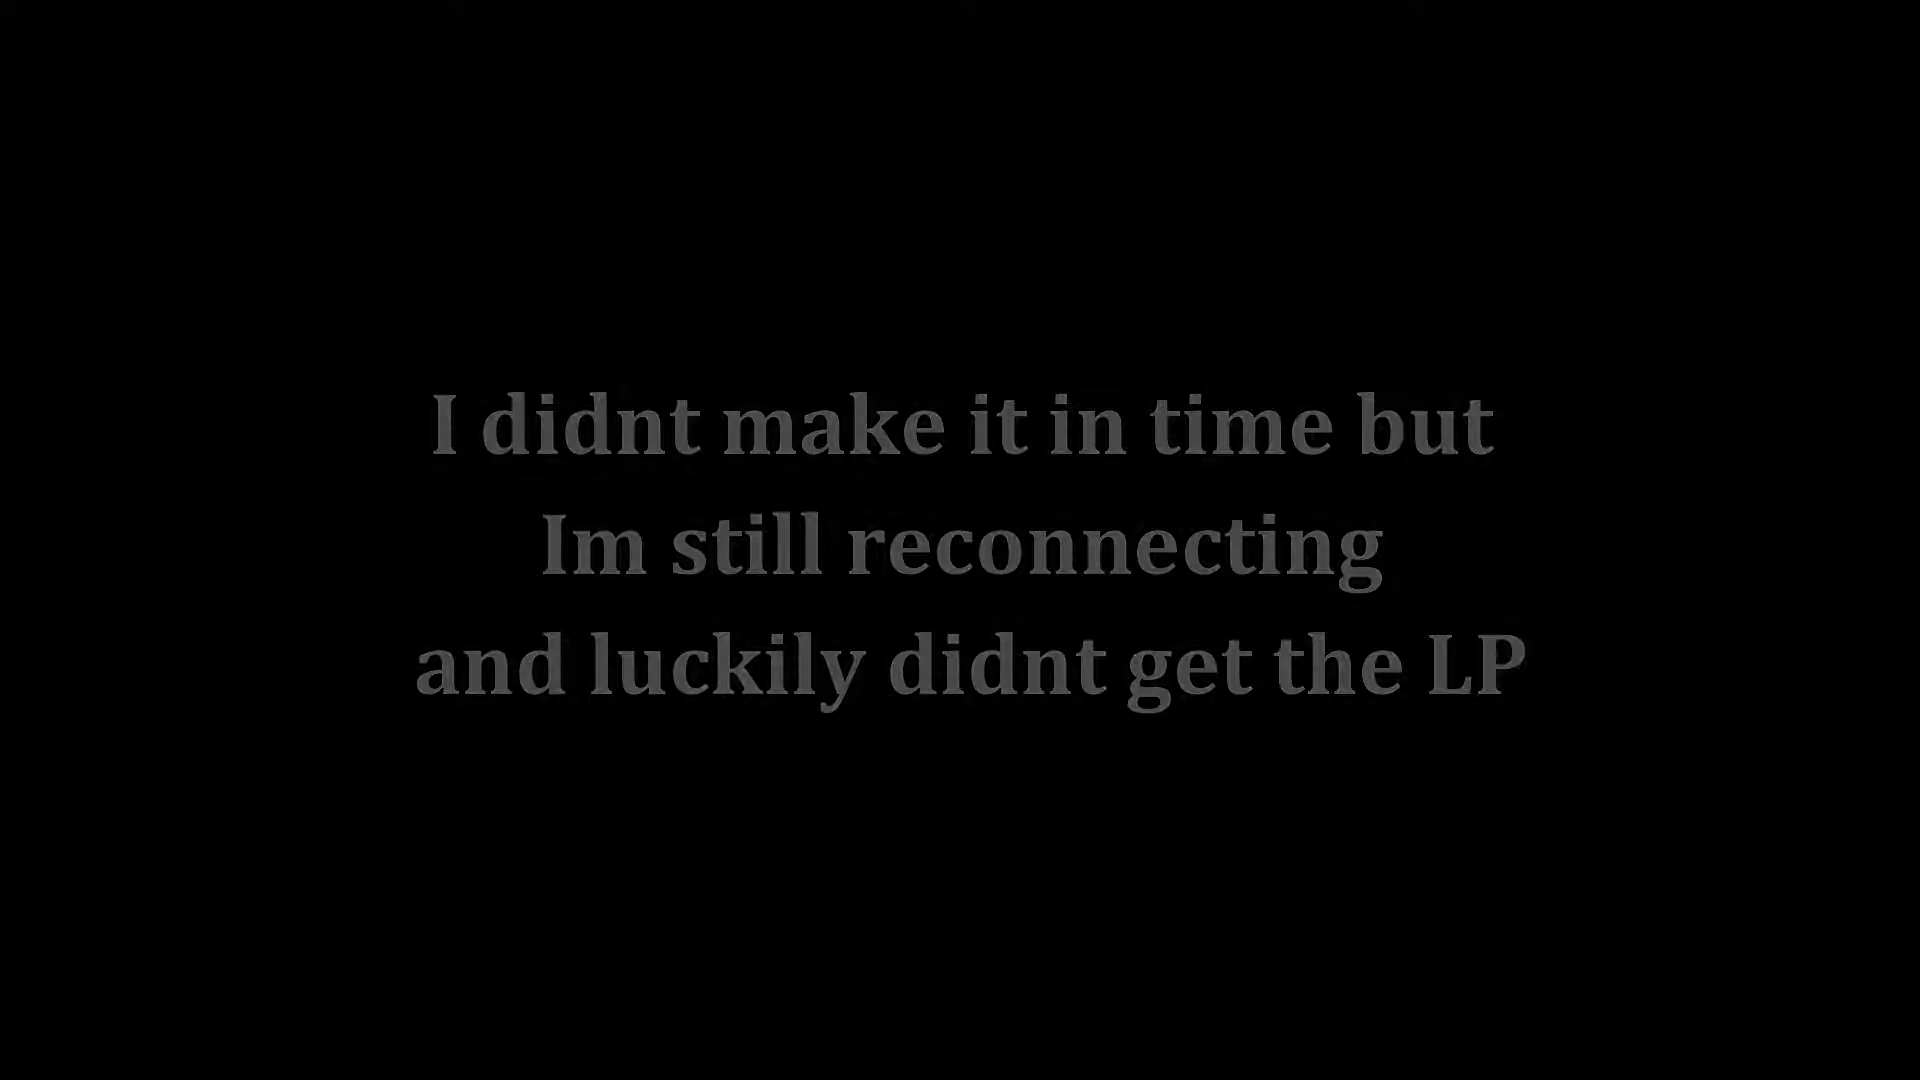 I didnt make it in time but
Im still reconnecting
and luckily didnt get the LP